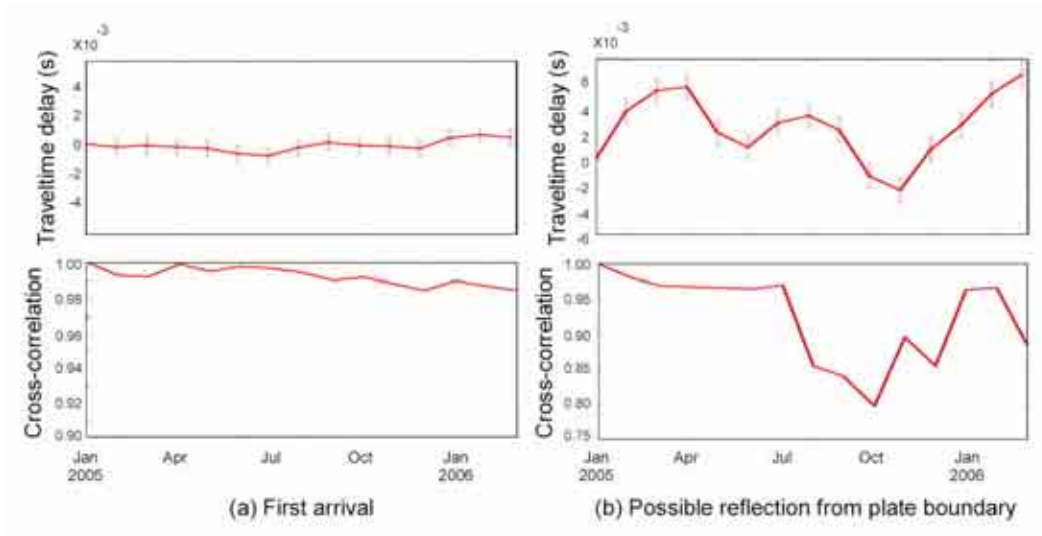 X10 -3
Traveltime delay (s)
4
2
0
-2
-4
Cross-correlation
1.00
0.98
0.96
0.94
0.92
0.90
Jan
2005
Apr
Jul
Oct
Jan
2006
(a) First arrival
X10 -3
Traveltime delay (s)
6
4
2
0
-2
-4
-6
Cross-correlation
1.00
0.95
0.90
0.85
0.80
0.75
Jan
2005
Apr
Jul
Oct
Jan
2006
(b) Possible reflection from plate boundary